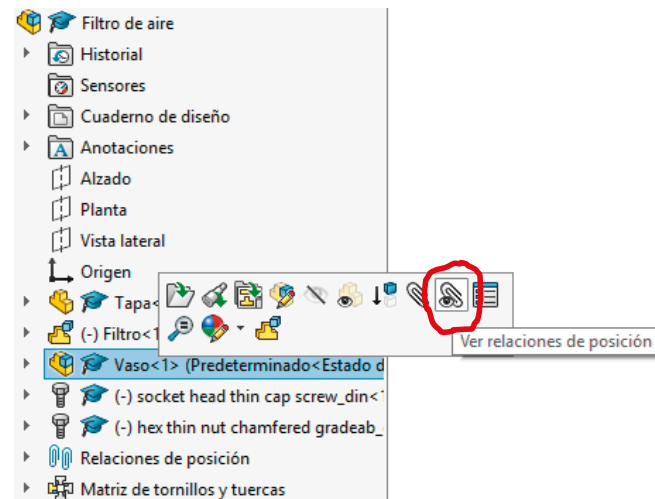 Filtro de aire
Historial
Sensores
Cuaderno de diseño
A Anotaciones
Alzado
Planta
Vista lateral
Origen
Tapa<
(-) Filtro<1
Ver relaciones de posición
Vaso<1> (Predeterminado<Estado d
(-) socket head thin cap screw_din<
(-) hex thin nut chamfered gradeab_
Relaciones de posición
Matriz de tornillos y tuercas